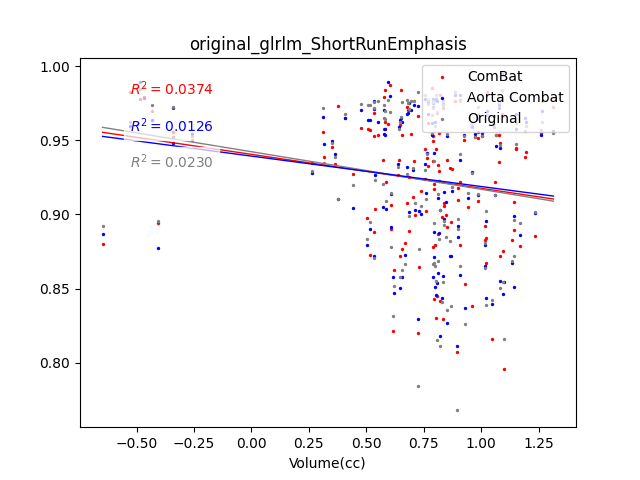 original_glrlm_ShortRunEmphasis
1.00
0.95
0.90
0.85
0.80
R² = 0.0374
R² = 0.0126
R² = 0.0230
ComBat
Aorta Combat
Original
−0.50 −0.25 0.00 0.25 0.50 0.75 1.00 1.25
Volume(cc)